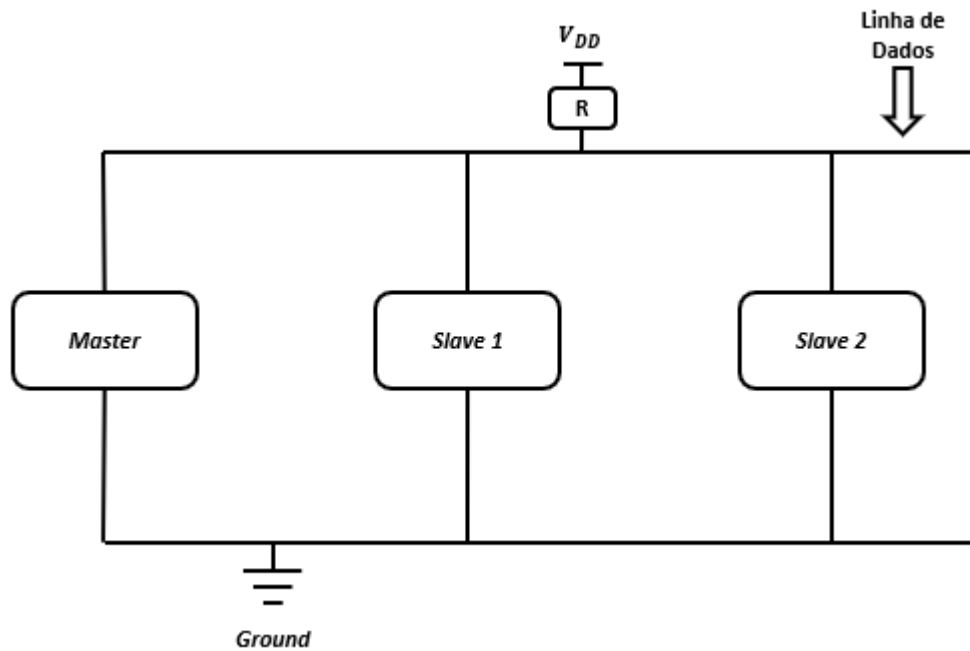 Linha de
Dados
V_DD
R
Master
Slave 1
Slave 2
Ground